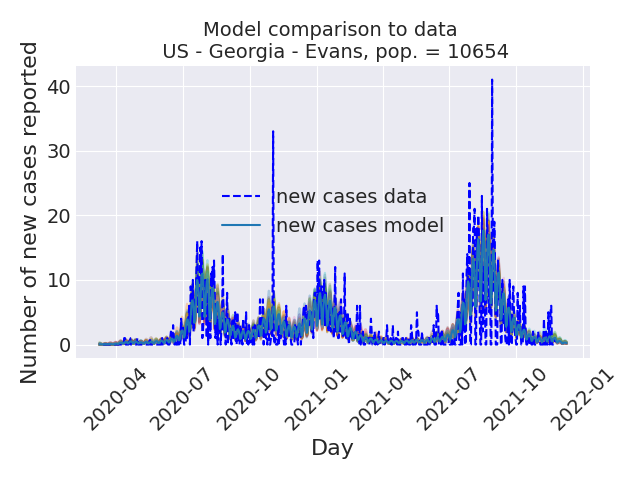 Model comparison to data
US - Georgia - Evans, pop. = 10654
Number of new cases reported
40
30
20
10
0
new cases data
new cases model
2020-04
2020-07
2020-10
2021-01
2021-04
2021-07
2021-10
2022-01
Day